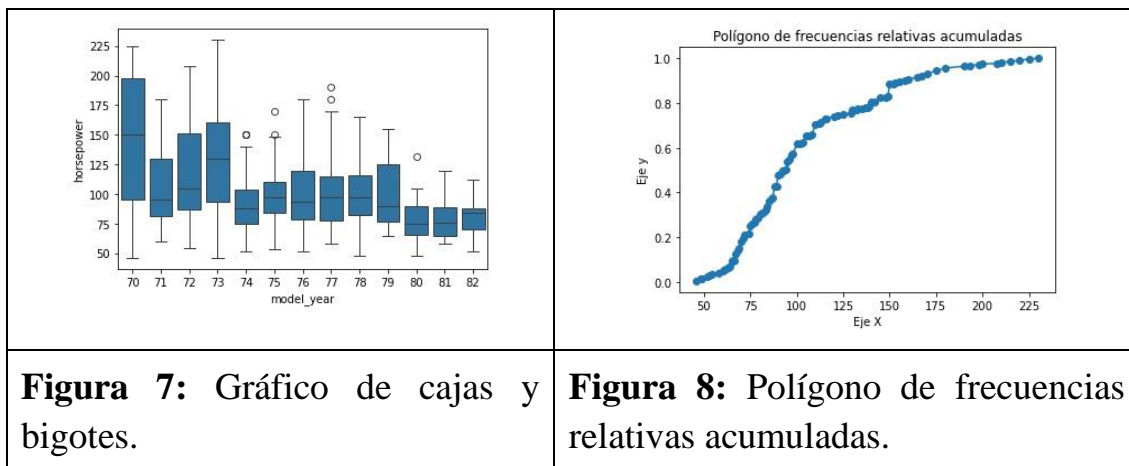 225
200
175
150
125
100
75
50
horsepower
70 71 72 73 74 75 76 77 78 79 80 81 82
model_year
Polígono de frecuencias relativas acumuladas
1.0
0.8
0.6
0.4
0.2
0.0
Eje y
50 75 100 125 150 175 200 225
Eje X
Figura 7: Gráfico de cajas y
bigotes.
Figura 8: Polígono de frecuencias
relativas acumuladas.